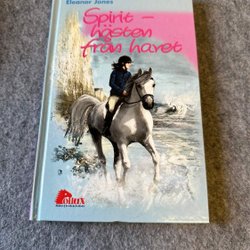 Eleanor Jones
Spirit –
hästen
från havet
Pollux